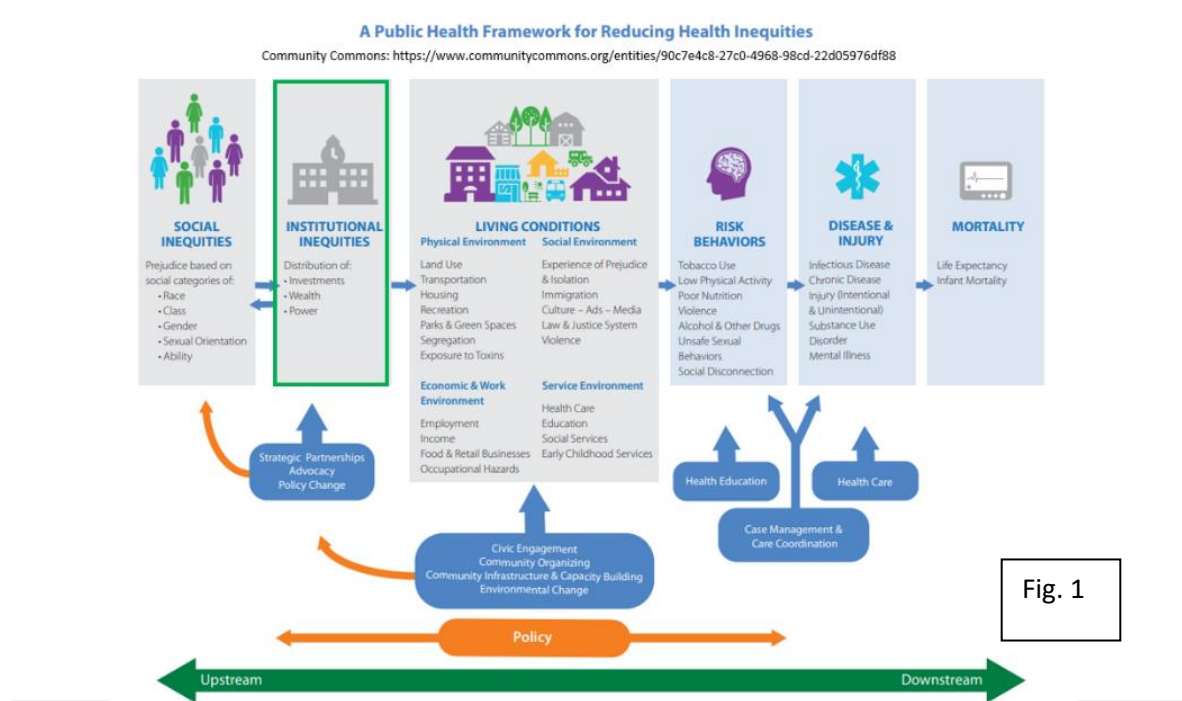 A Public Health Framework for Reducing Health Inequities
Community Commons: https://www.communitycommons.org/entities/90c7e4c8-27c0-4968-98cd-22d05976df88
SOCIAL
INEQUITIES
Prejudice based on
social categories of:
• Race
• Class
• Gender
• Sexual Orientation
• Ability
INSTITUTIONAL
INEQUITIES
Distribution of:
• Investments
• Wealth
• Power
LIVING CONDITIONS
Physical Environment
Land Use
Transportation
Housing
Recreation
Parks & Green Spaces
Segregation
Exposure to Toxins
Social Environment
Experience of Prejudice
& Isolation
Immigration
Culture – Ads – Media
Law & Justice System
Violence
Economic & Work
Environment
Employment
Income
Food & Retail Businesses
Occupational Hazards
Service Environment
Health Care
Education
Social Services
Early Childhood Services
RISK
BEHAVIORS
Tobacco Use
Low Physical Activity
Poor Nutrition
Violence
Alcohol & Other Drugs
Unsafe Sexual
Behaviors
Social Disconnection
DISEASE &
INJURY
Infectious Disease
Chronic Disease
Injury (Intentional
& Unintentional)
Substance Use
Disorder
Mental Illness
MORTALITY
Life Expectancy
Infant Mortality
Strategic Partnerships
Advocacy
Policy Change
Civic Engagement
Community Organizing
Community Infrastructure & Capacity Building
Environmental Change
Health Education
Health Care
Case Management &
Care Coordination
Fig. 1
Policy
Upstream
Downstream